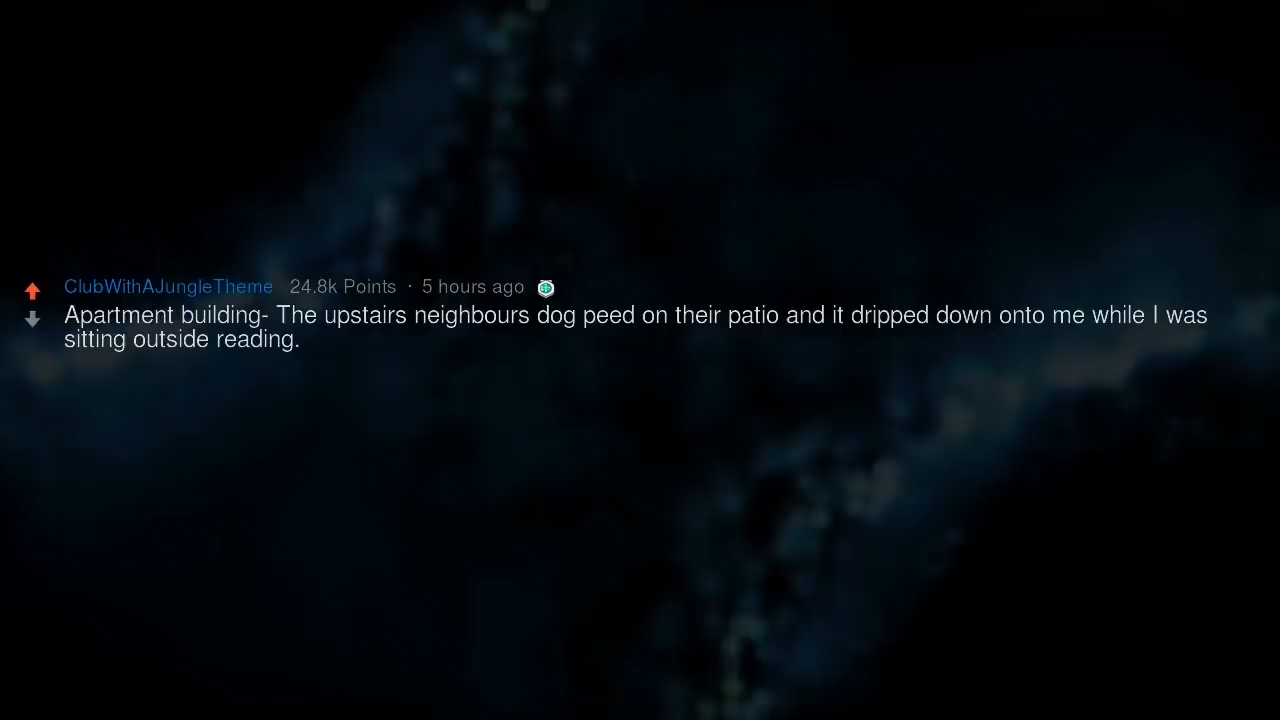 ClubWithAJungleTheme 24.8k Points · 5 hours ago
Apartment building- The upstairs neighbours dog peed on their patio and it dripped down onto me while I was
sitting outside reading.